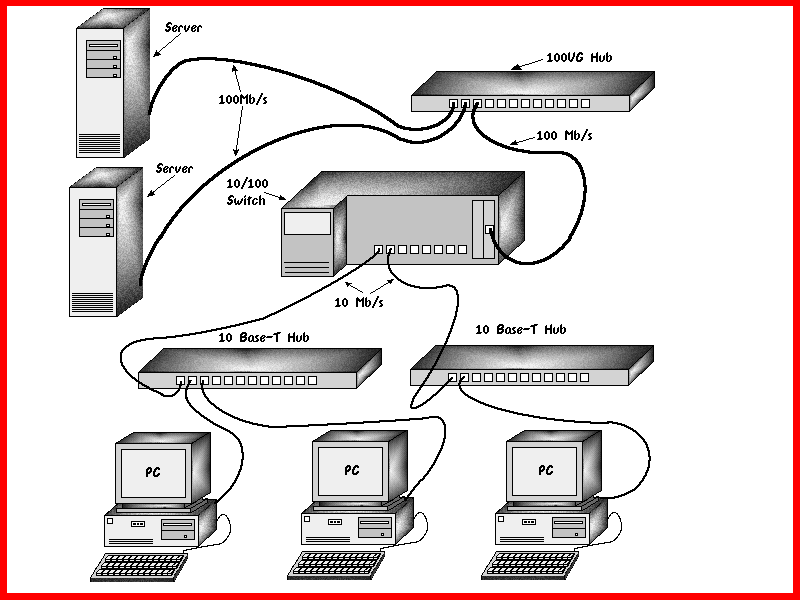 Server
100VG Hub
100Mb/s
100 Mb/s
Server
10/100
Switch
10 Mb/s
10 Base-T Hub
10 Base-T Hub
PC
PC
PC